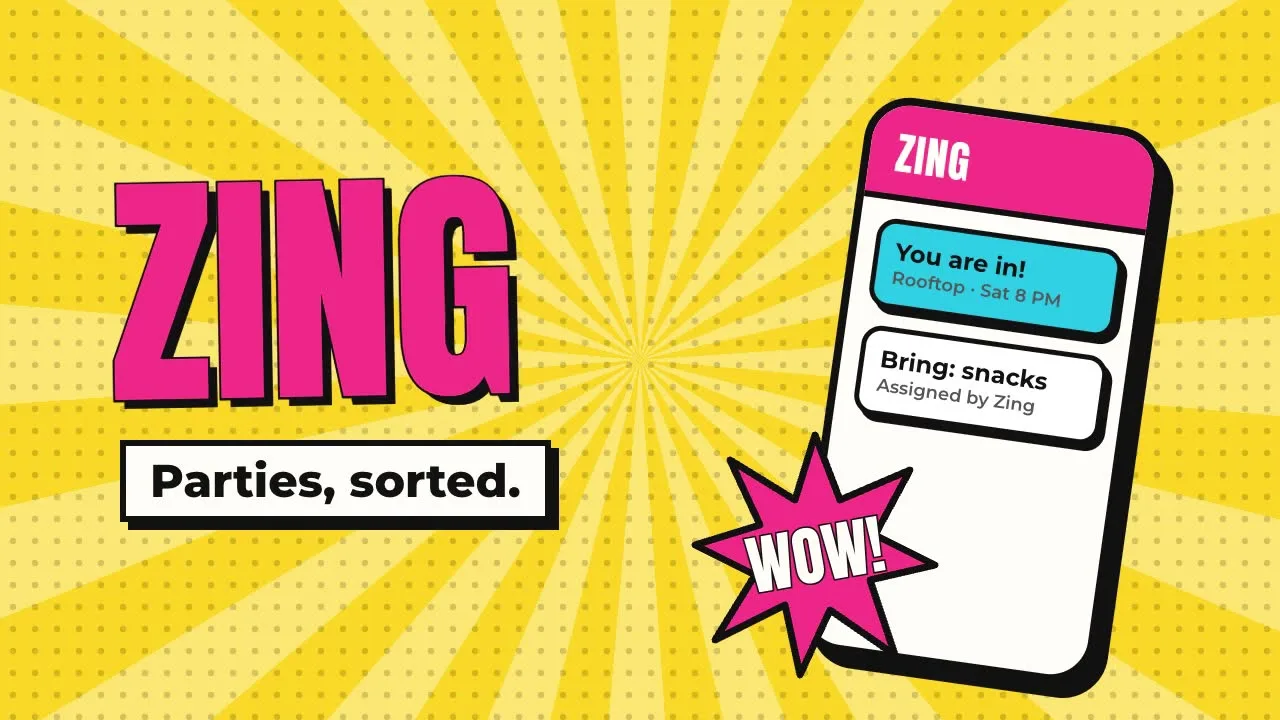 ZING
Parties, sorted.
ZING
You are in!
Rooftop · Sat 8 PM
Bring: snacks
Assigned by Zing
WOW!